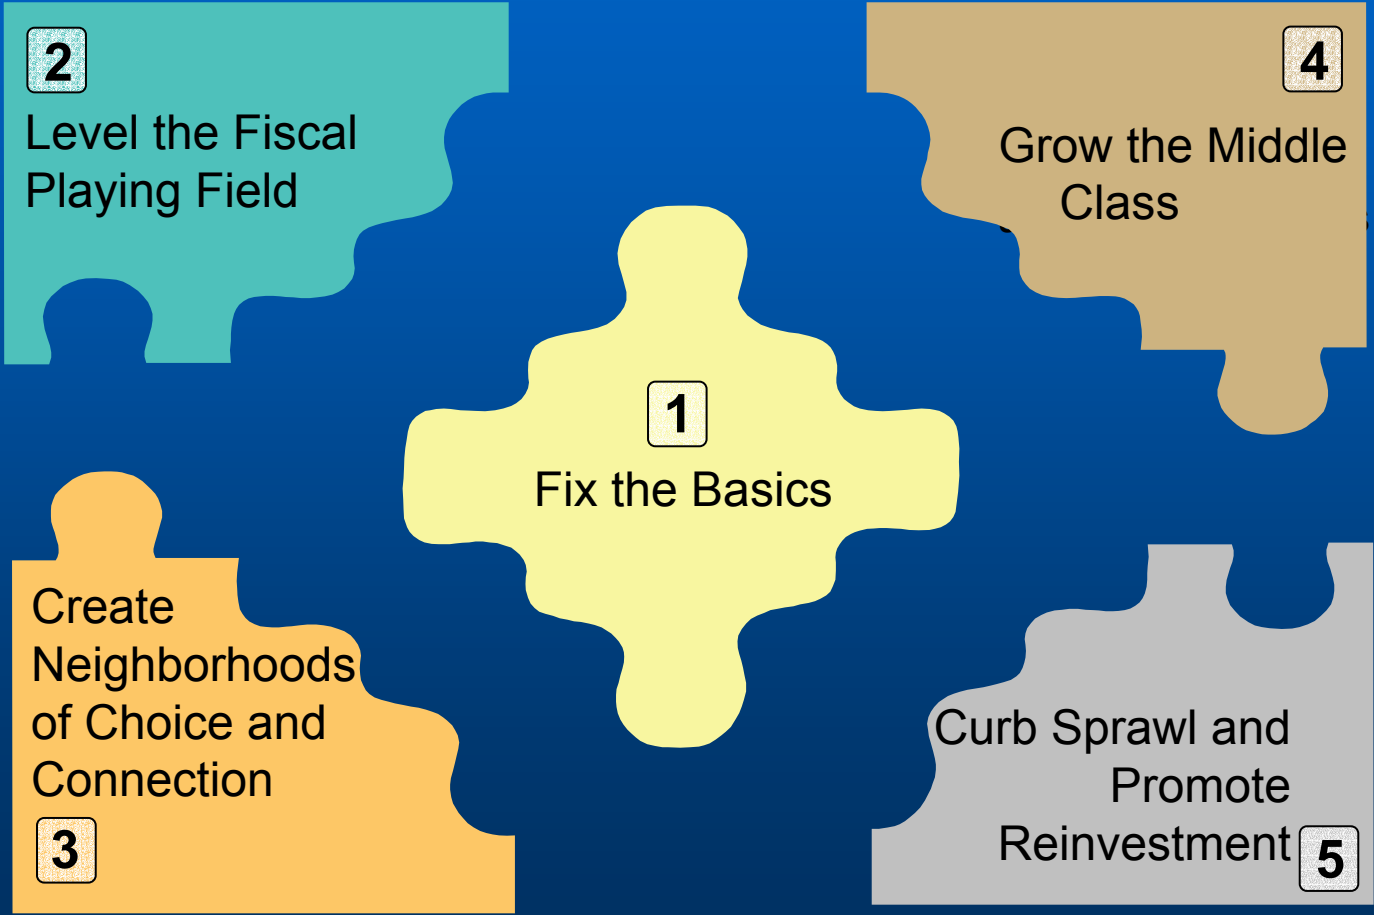 2
Level the Fiscal
Playing Field
4
Grow the Middle
Class
1
Fix the Basics
Create
Neighborhoods
of Choice and
Connection
3
Curb Sprawl and
Promote
Reinvestment
5